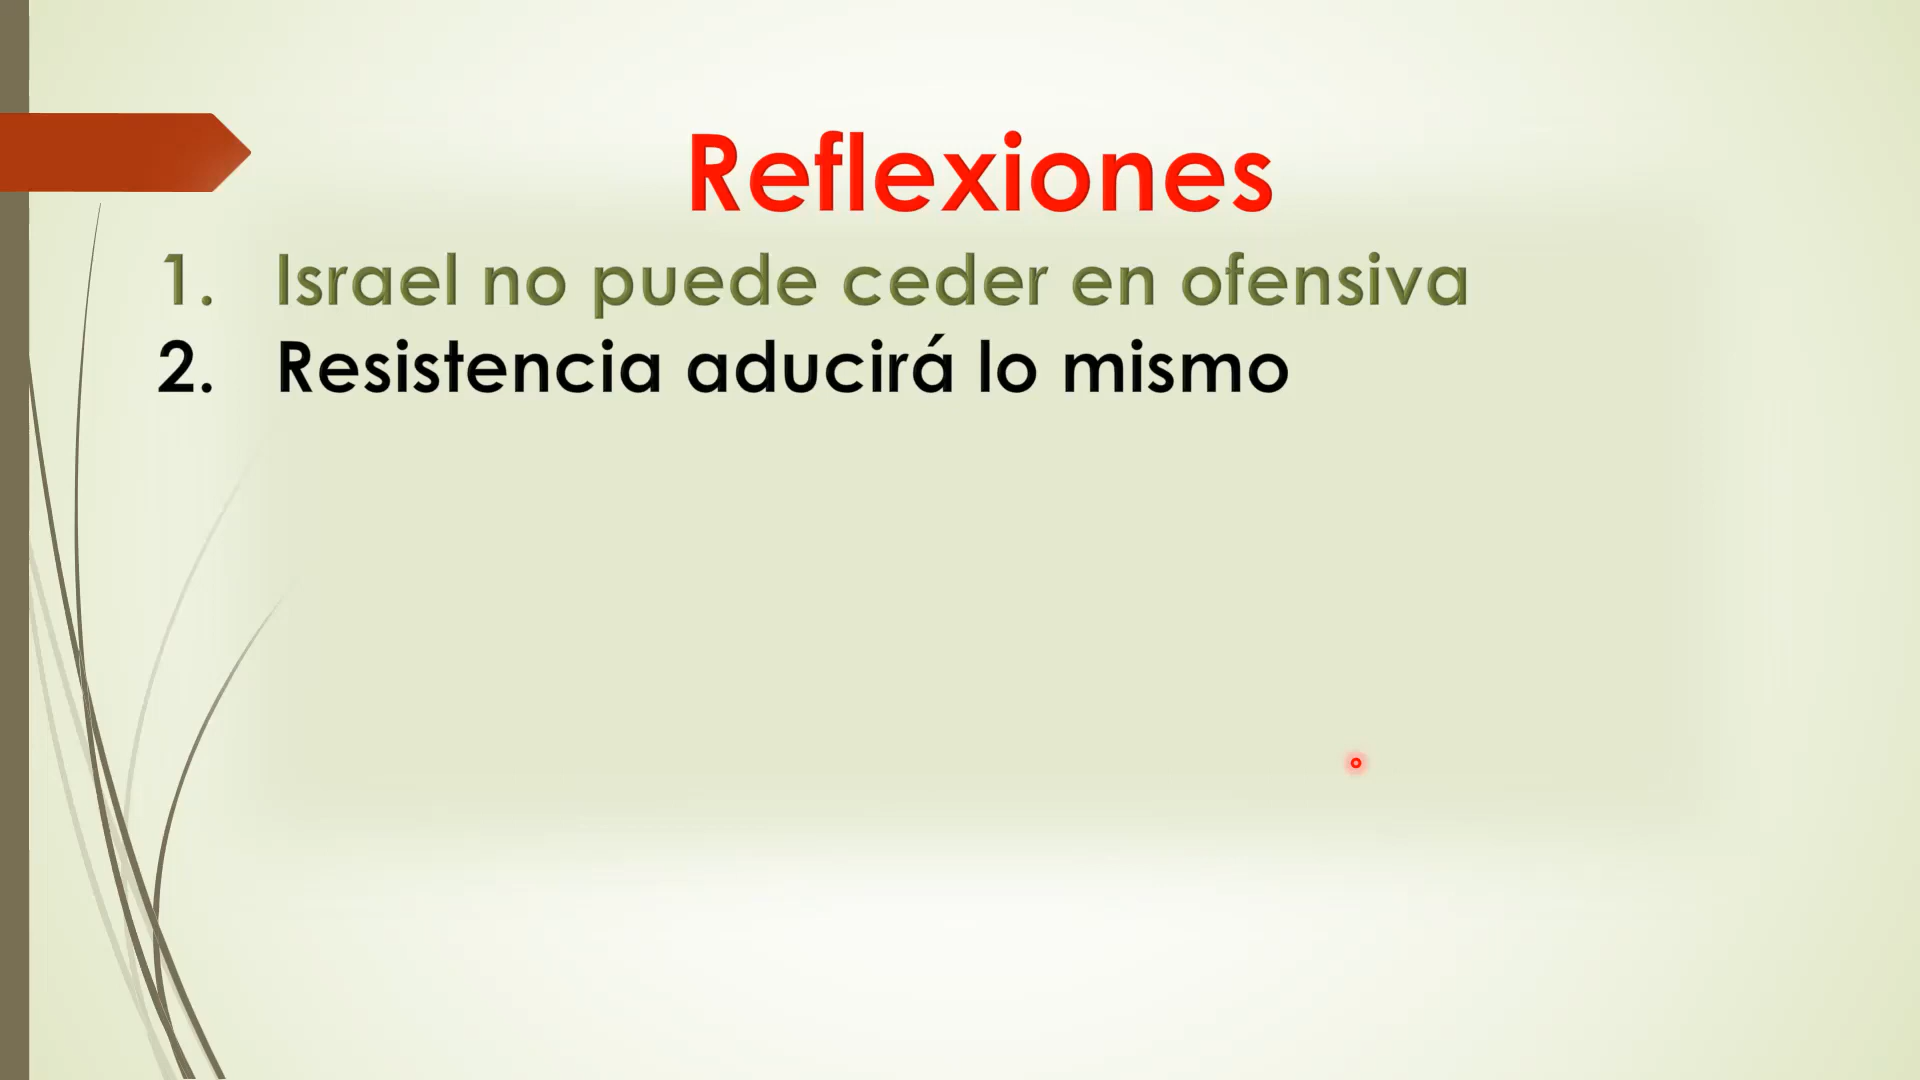 Reflexiones
1. Israel no puede ceder en ofensiva
2. Resistencia aducirá lo mismo